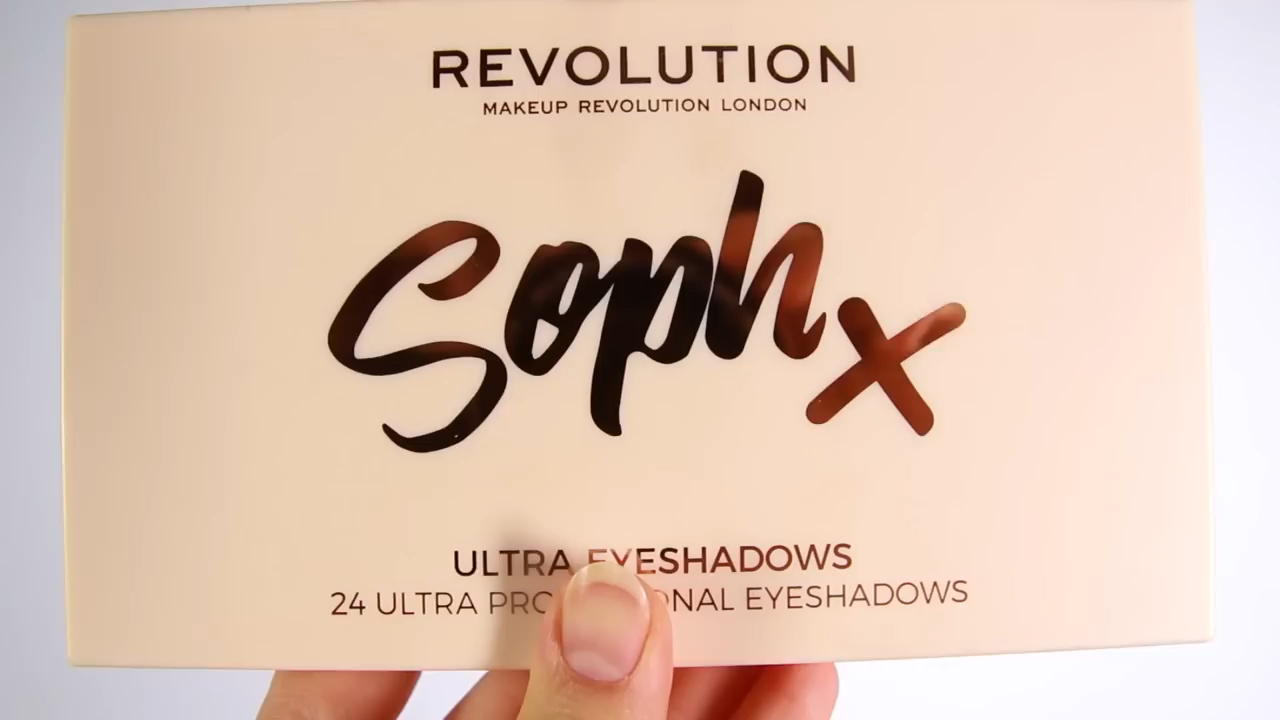 REVOLUTION
MAKEUP REVOLUTION LONDON
Soph x
ULTRA EYESHADOWS
24 ULTRA EYESHADOWS